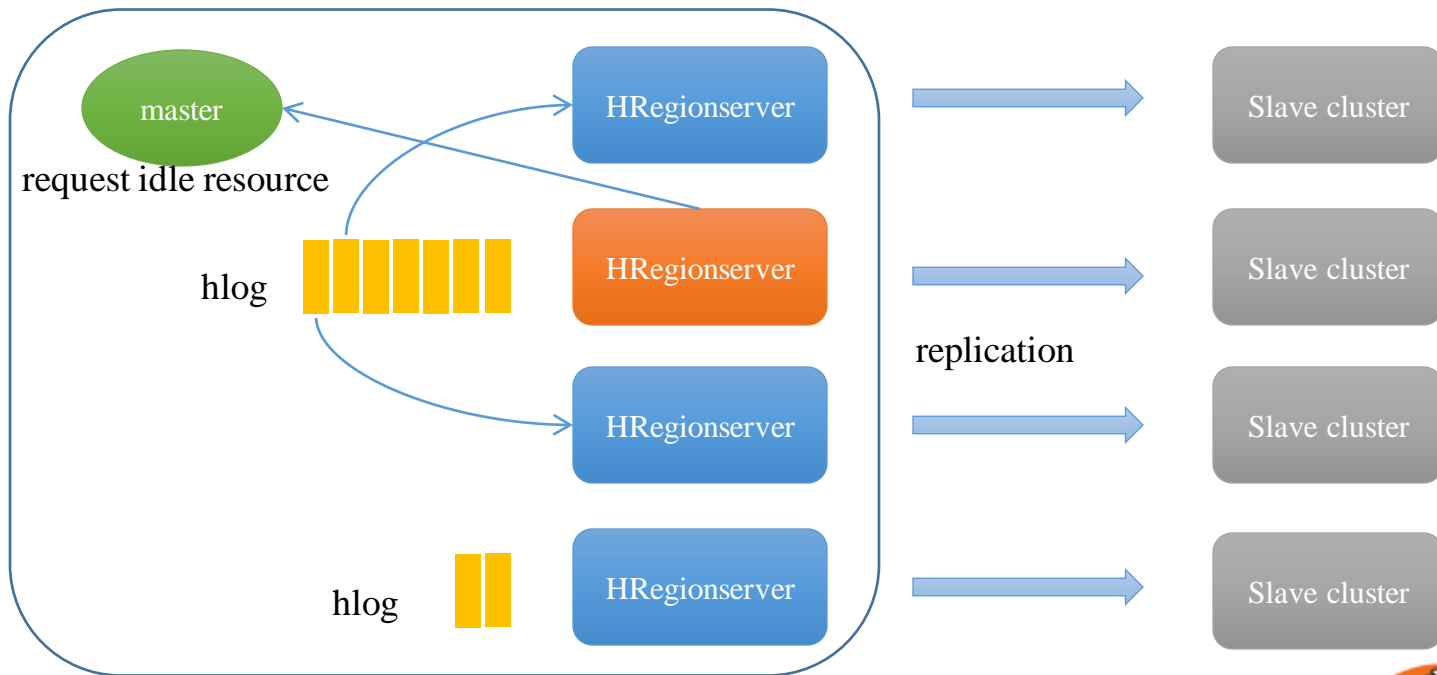 master
HRegionserver
Slave cluster
request idle resource
HRegionserver
Slave cluster
hlog
replication
HRegionserver
Slave cluster
hlog
HRegionserver
Slave cluster